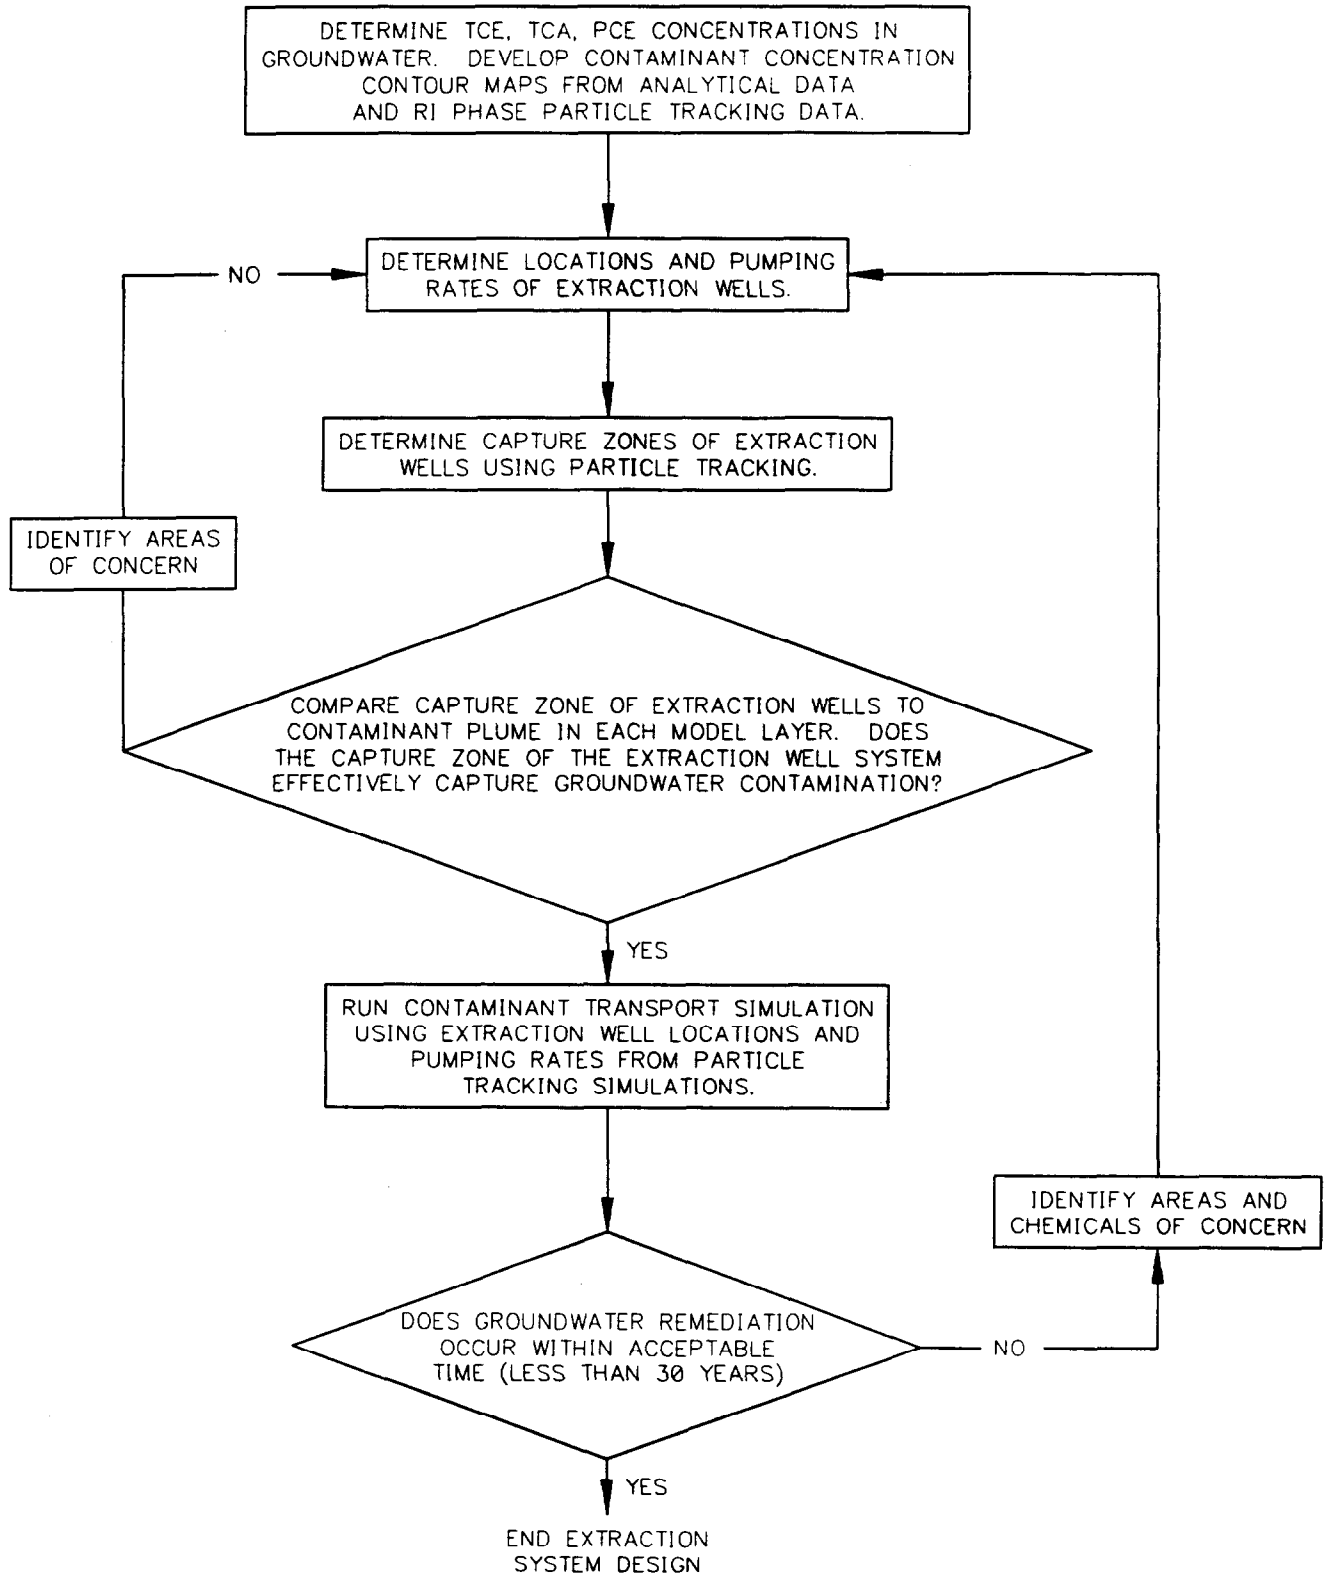 DETERMINE TCE, TCA, PCE CONCENTRATIONS IN
GROUNDWATER. DEVELOP CONTAMINANT CONCENTRATION
CONTOUR MAPS FROM ANALYTICAL DATA
AND RI PHASE PARTICLE TRACKING DATA.
NO
DETERMINE LOCATIONS AND PUMPING
RATES OF EXTRACTION WELLS.
DETERMINE CAPTURE ZONES OF EXTRACTION
WELLS USING PARTICLE TRACKING.
IDENTIFY AREAS
OF CONCERN
COMPARE CAPTURE ZONE OF EXTRACTION WELLS TO
CONTAMINANT PLUME IN EACH MODEL LAYER. DOES
THE CAPTURE ZONE OF THE EXTRACTION WELL SYSTEM
EFFECTIVELY CAPTURE GROUNDWATER CONTAMINATION?
YES
RUN CONTAMINANT TRANSPORT SIMULATION
USING EXTRACTION WELL LOCATIONS AND
PUMPING RATES FROM PARTICLE
TRACKING SIMULATIONS.
IDENTIFY AREAS AND
CHEMICALS OF CONCERN
DOES GROUNDWATER REMEDIATION
OCCUR WITHIN ACCEPTABLE
TIME (LESS THAN 30 YEARS)
NO
YES
END EXTRACTION
SYSTEM DESIGN